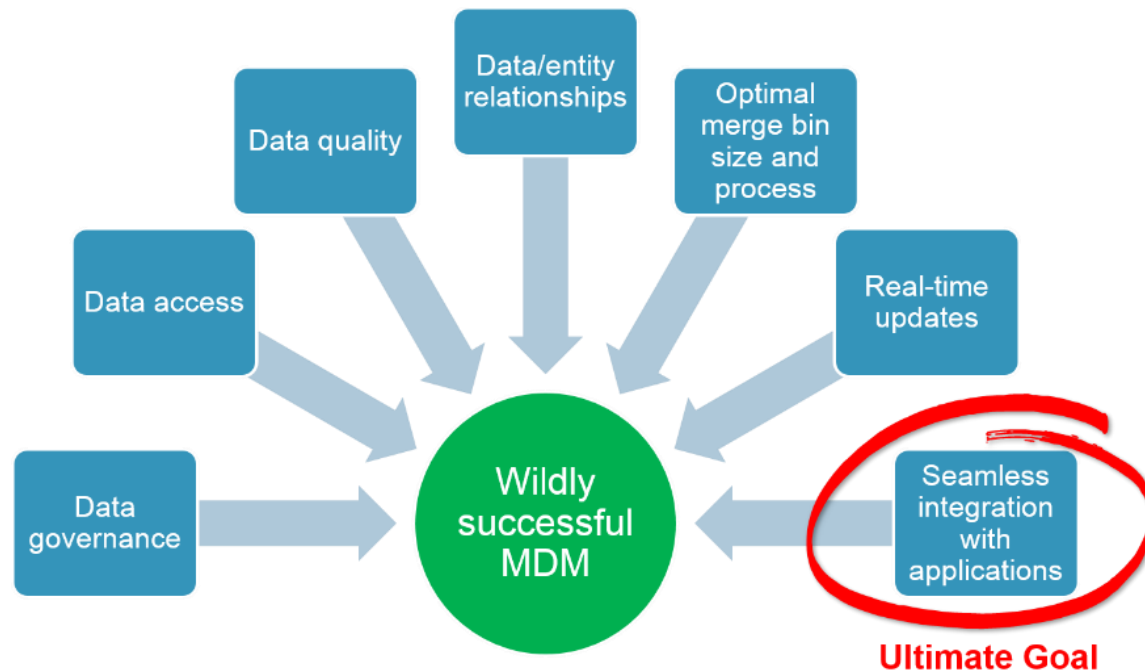 Data/entity
relationships
Optimal
merge bin
size and
process
Data quality
Data access
Real-time
updates
Data
governance
Wildly
successful
MDM
Seamless
integration
with
applications
Ultimate Goal